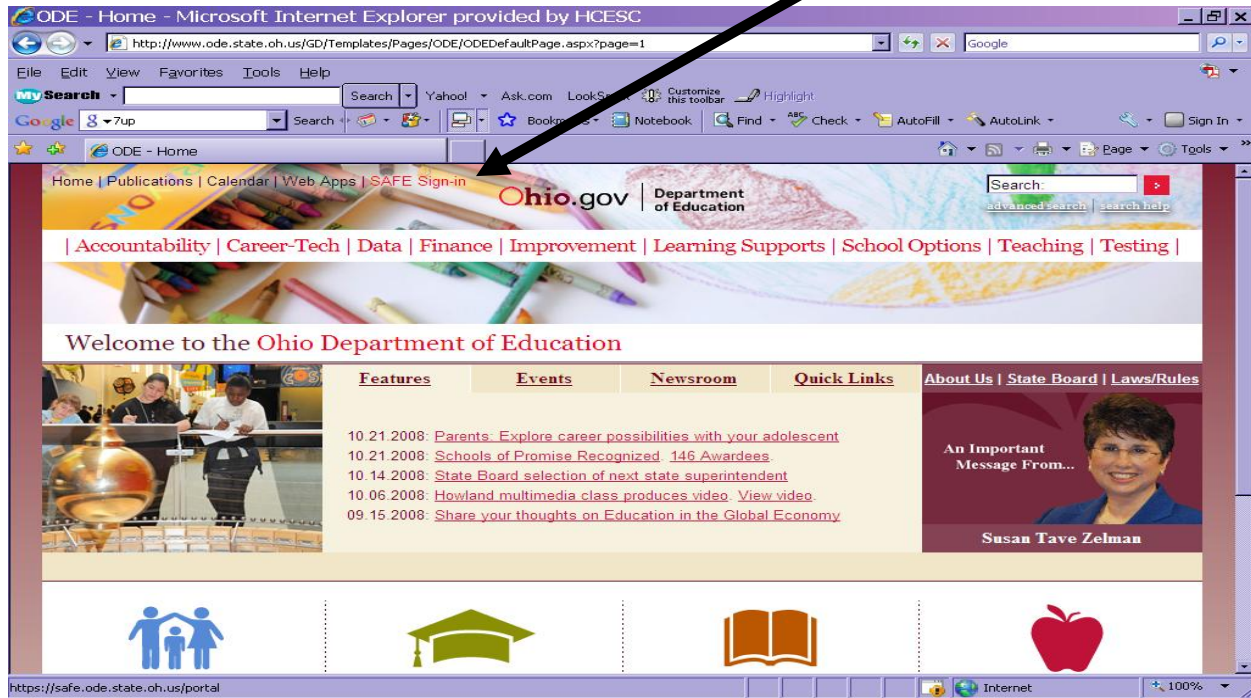 ODE - Home - Microsoft Internet Explorer provided by HCESC
http://www.ode.state.oh.us/GD/Templates/Pages/ODE/ODEDefaultPage.aspx?page=1
Google
File Edit View Favorites Tools Help
My Search Search Yahoo! Ask.com Customize this toolbar Highlight
Google 7up Search Notebook Find Check AutoFill AutoLink Sign In
ODE - Home Page Tools
Home | Publications | Calendar | Web Apps | SAFE Sign-in
Ohio.gov Department of Education
Search:
advanced search | search help
| Accountability | Career-Tech | Data | Finance | Improvement | Learning Supports | School Options | Teaching | Testing |
Welcome to the Ohio Department of Education
Features Events Newsroom Quick Links
About Us | State Board | Laws/Rules
10.21.2008: Parents: Explore career possibilities with your adolescent
10.21.2008: Schools of Promise Recognized. 146 Awardees.
10.14.2008: State Board selection of next state superintendent
10.06.2008: Howland multimedia class produces video. View video.
09.15.2008: Share your thoughts on Education in the Global Economy
An Important
Message From...
Susan Tave Zelman
https://safe.ode.state.oh.us/portal
Internet
100%